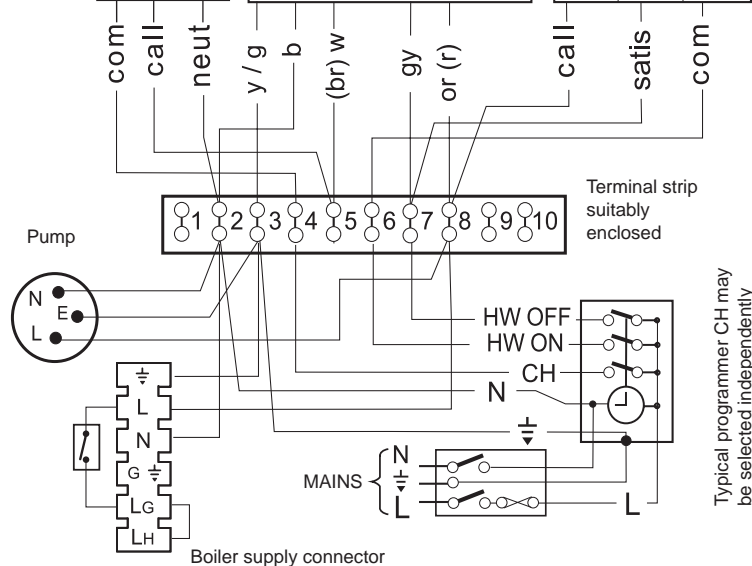 com
call
neut
y / g
b
(br) w
gy
or (r)
call
satis
com
1 2 3 4 5 6 7 8 9 10
Terminal strip
suitably
enclosed
Pump
N
E
L
HW OFF
HW ON
CH
N
L
N
G
LG
LH
N
MAINS
L
L
Boiler supply connector
Typical programmer CH may
be selected independently